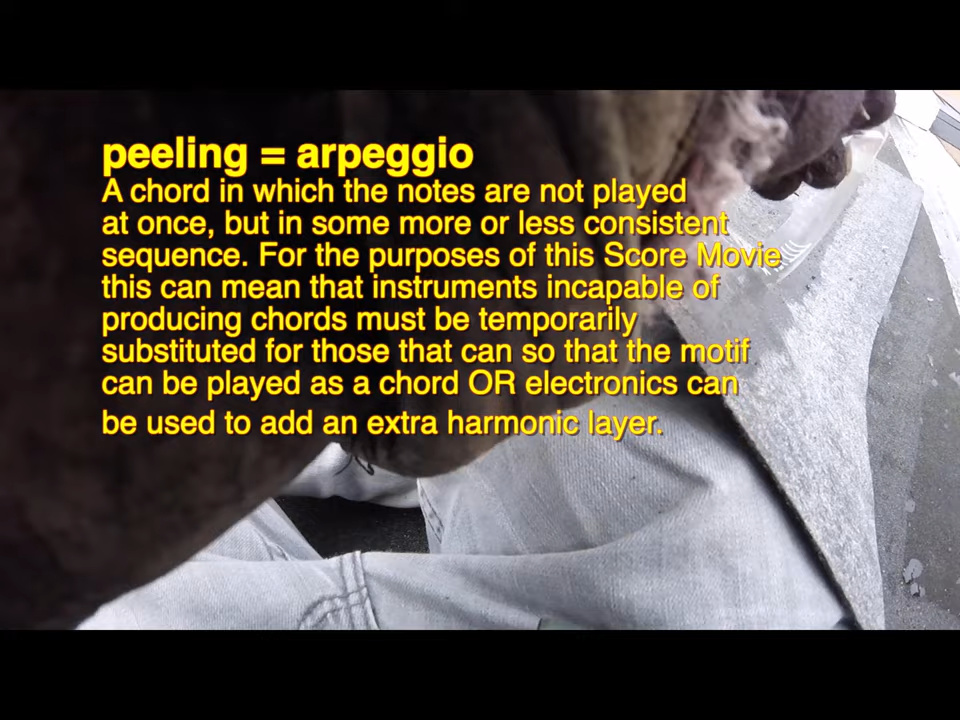 peeling = arpeggio
A chord in which the notes are not played
at once, but in some more or less consistent
sequence. For the purposes of this Score Movie
this can mean that instruments incapable of
producing chords must be temporarily
substituted for those that can so that the motif
can be played as a chord OR electronics can
be used to add an extra harmonic layer.